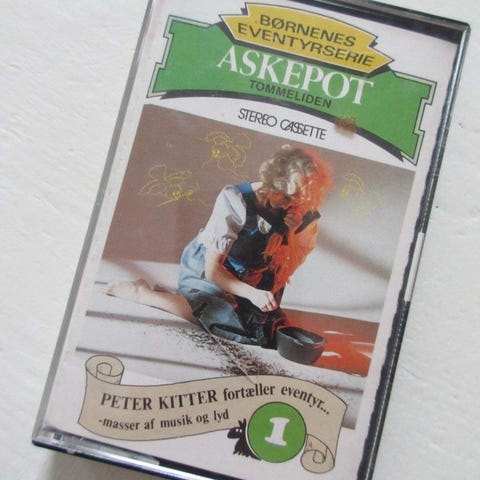 BØRNENES
EVENTYRSERIE
ASKEPOT
TOMMELIDEN
STEREO CASSETTE
PETER KITTER fortæller eventyr...
-masser af musik og lyd
1